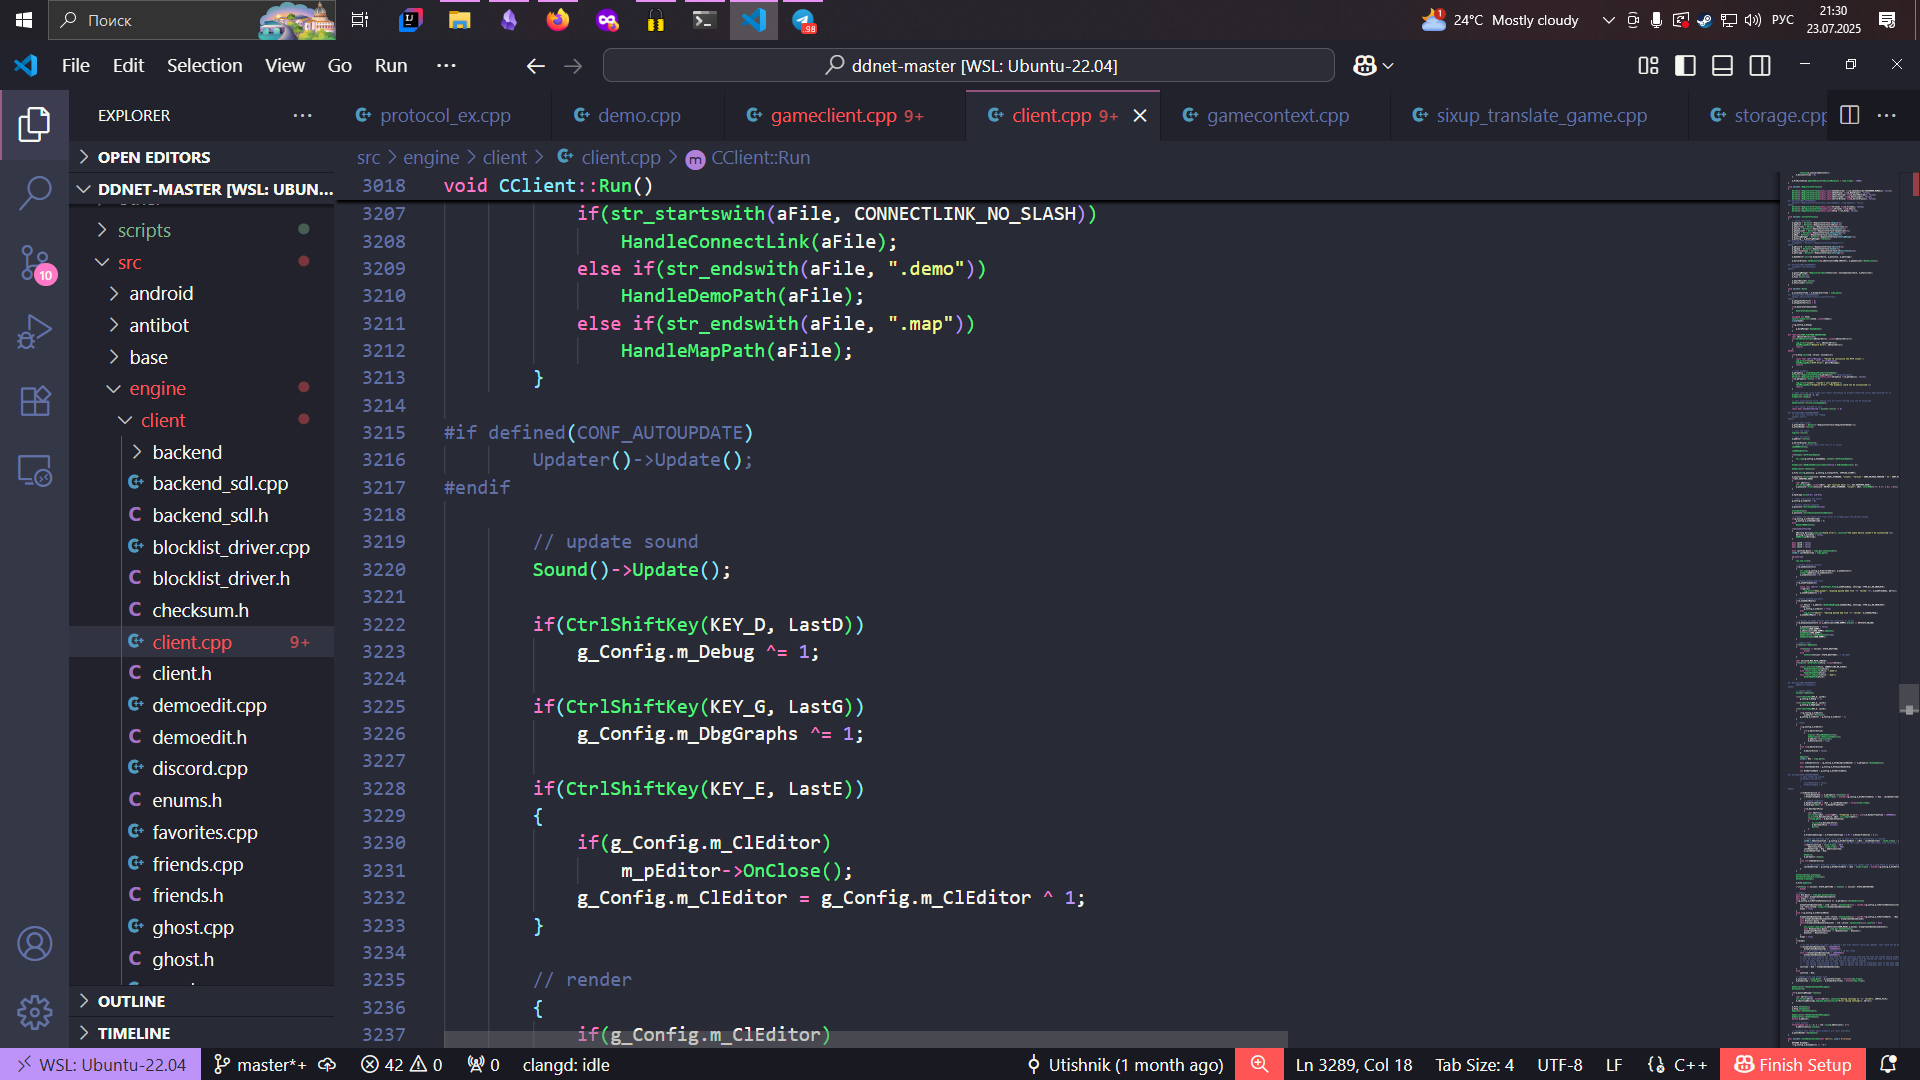 Поиск
.98
1
24°C Mostly cloudy
РУС
21:30
23.07.2025
File Edit Selection View Go Run ···
ddnet-master [WSL: Ubuntu-22.04]
EXPLORER ···
OPEN EDITORS
DDNET-MASTER [WSL: UBUN...
scripts
src
android
antibot
base
engine
client
backend
backend_sdl.cpp
C backend_sdl.h
blocklist_driver.cpp
C blocklist_driver.h
C checksum.h
client.cpp 9+
C client.h
demoedit.cpp
C demoedit.h
discord.cpp
C enums.h
favorites.cpp
friends.cpp
C friends.h
ghost.cpp
C ghost.h
OUTLINE
TIMELINE
10
protocol_ex.cpp
demo.cpp
gameclient.cpp 9+
client.cpp 9+
gamecontext.cpp
sixup_translate_game.cpp
storage.cpp
src > engine > client > client.cpp > m CClient::Run
3018 void CClient::Run()
3207 if(str_startswith(aFile, CONNECTLINK_NO_SLASH))
3208 HandleConnectLink(aFile);
3209 else if(str_endswith(aFile, ".demo"))
3210 HandleDemoPath(aFile);
3211 else if(str_endswith(aFile, ".map"))
3212 HandleMapPath(aFile);
3213 }
3214
3215 #if defined(CONF_AUTOUPDATE)
3216 Updater()->Update();
3217 #endif
3218
3219 // update sound
3220 Sound()->Update();
3221
3222 if(CtrlShiftKey(KEY_D, LastD))
3223 g_Config.m_Debug ^= 1;
3224
3225 if(CtrlShiftKey(KEY_G, LastG))
3226 g_Config.m_DbgGraphs ^= 1;
3227
3228 if(CtrlShiftKey(KEY_E, LastE))
3229 {
3230 if(g_Config.m_ClEditor)
3231 m_pEditor->OnClose();
3232 g_Config.m_ClEditor = g_Config.m_ClEditor ^ 1;
3233 }
3234
3235 // render
3236 {
3237 if(g_Config.m_ClEditor)
WSL: Ubuntu-22.04 master*+ 42 0 0 clangd: idle Utishnik (1 month ago) Ln 3289, Col 18 Tab Size: 4 UTF-8 LF C++ Finish Setup